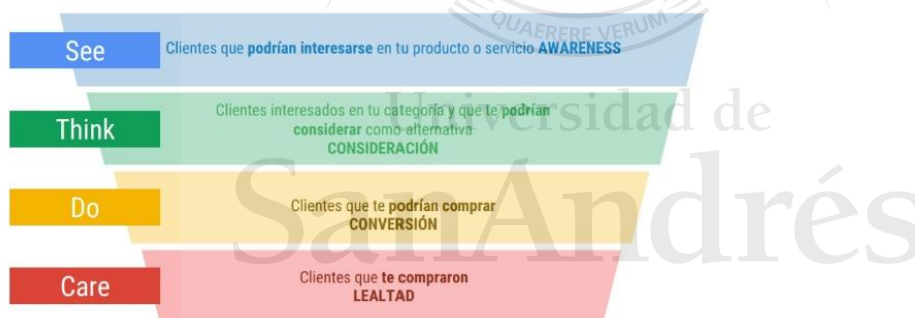 QUAERERE VERUM
See
Clientes que podrían interesarse en tu producto o servicio AWARENESS
Think
Clientes interesados en tu categoría y que te podrían
considerar como alternativa
CONSIDERACIÓN
Universidad de
SanAndrés
Do
Clientes que te podrían comprar
CONVERSIÓN
Care
Clientes que te compraron
LEALTAD